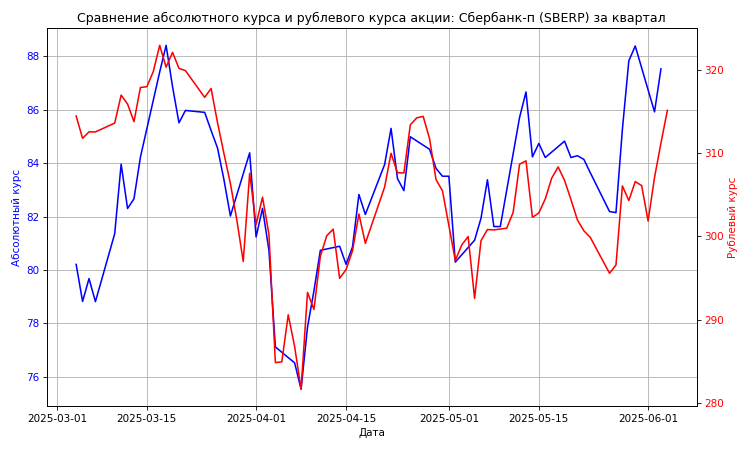 Сравнение абсолютного курса и рублевого курса акции: Сбербанк-п (SBERP) за квартал
88
86
84
82
80
78
76
Абсолютный курс
320
310
300
290
280
Рублевый курс
2025-03-01 2025-03-15 2025-04-01 2025-04-15 2025-05-01 2025-05-15 2025-06-01
Дата